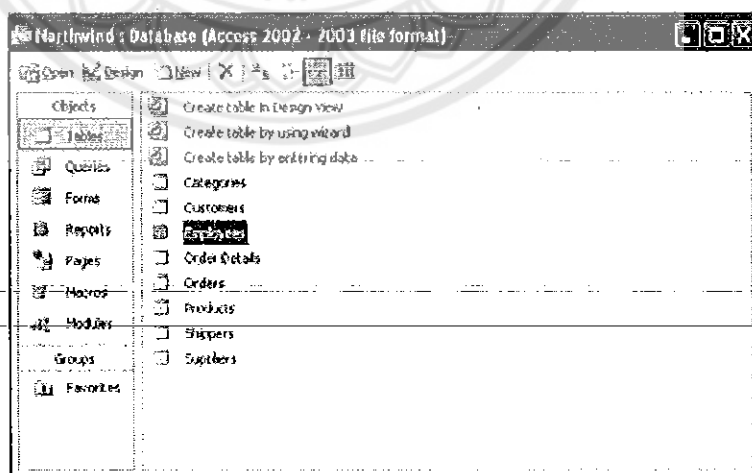 Northwind : Database (Access 2002 - 2003 file format)
Open Design New
Objects
Tables
Queries
Forms
Reports
Pages
Macros
Modules
Groups
Favorites
Create table in Design view
Create table by using wizard
Create table by entering data
Categories
Customers
Employees
Order Details
Orders
Products
Shippers
Suppliers